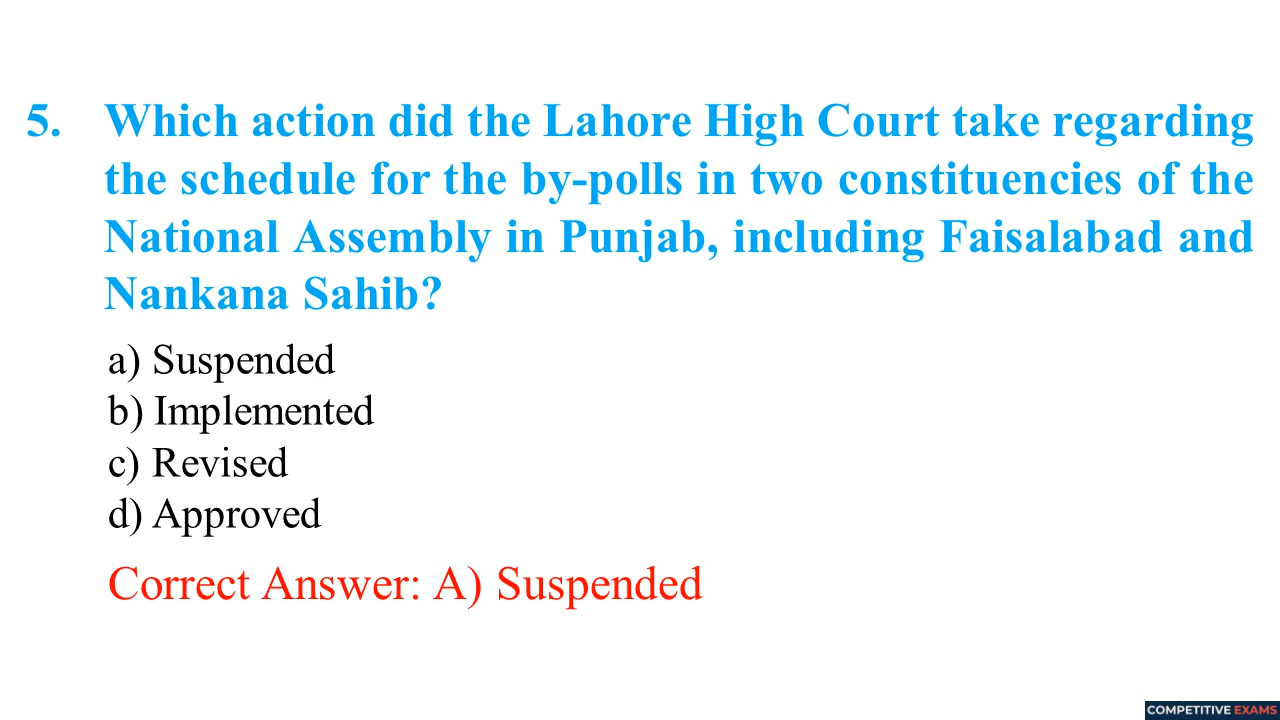 5. Which action did the Lahore High Court take regarding
the schedule for the by-polls in two constituencies of the
National Assembly in Punjab, including Faisalabad and
Nankana Sahib?
a) Suspended
b) Implemented
c) Revised
d) Approved
Correct Answer: A) Suspended
COMPETITIVE EXAMS